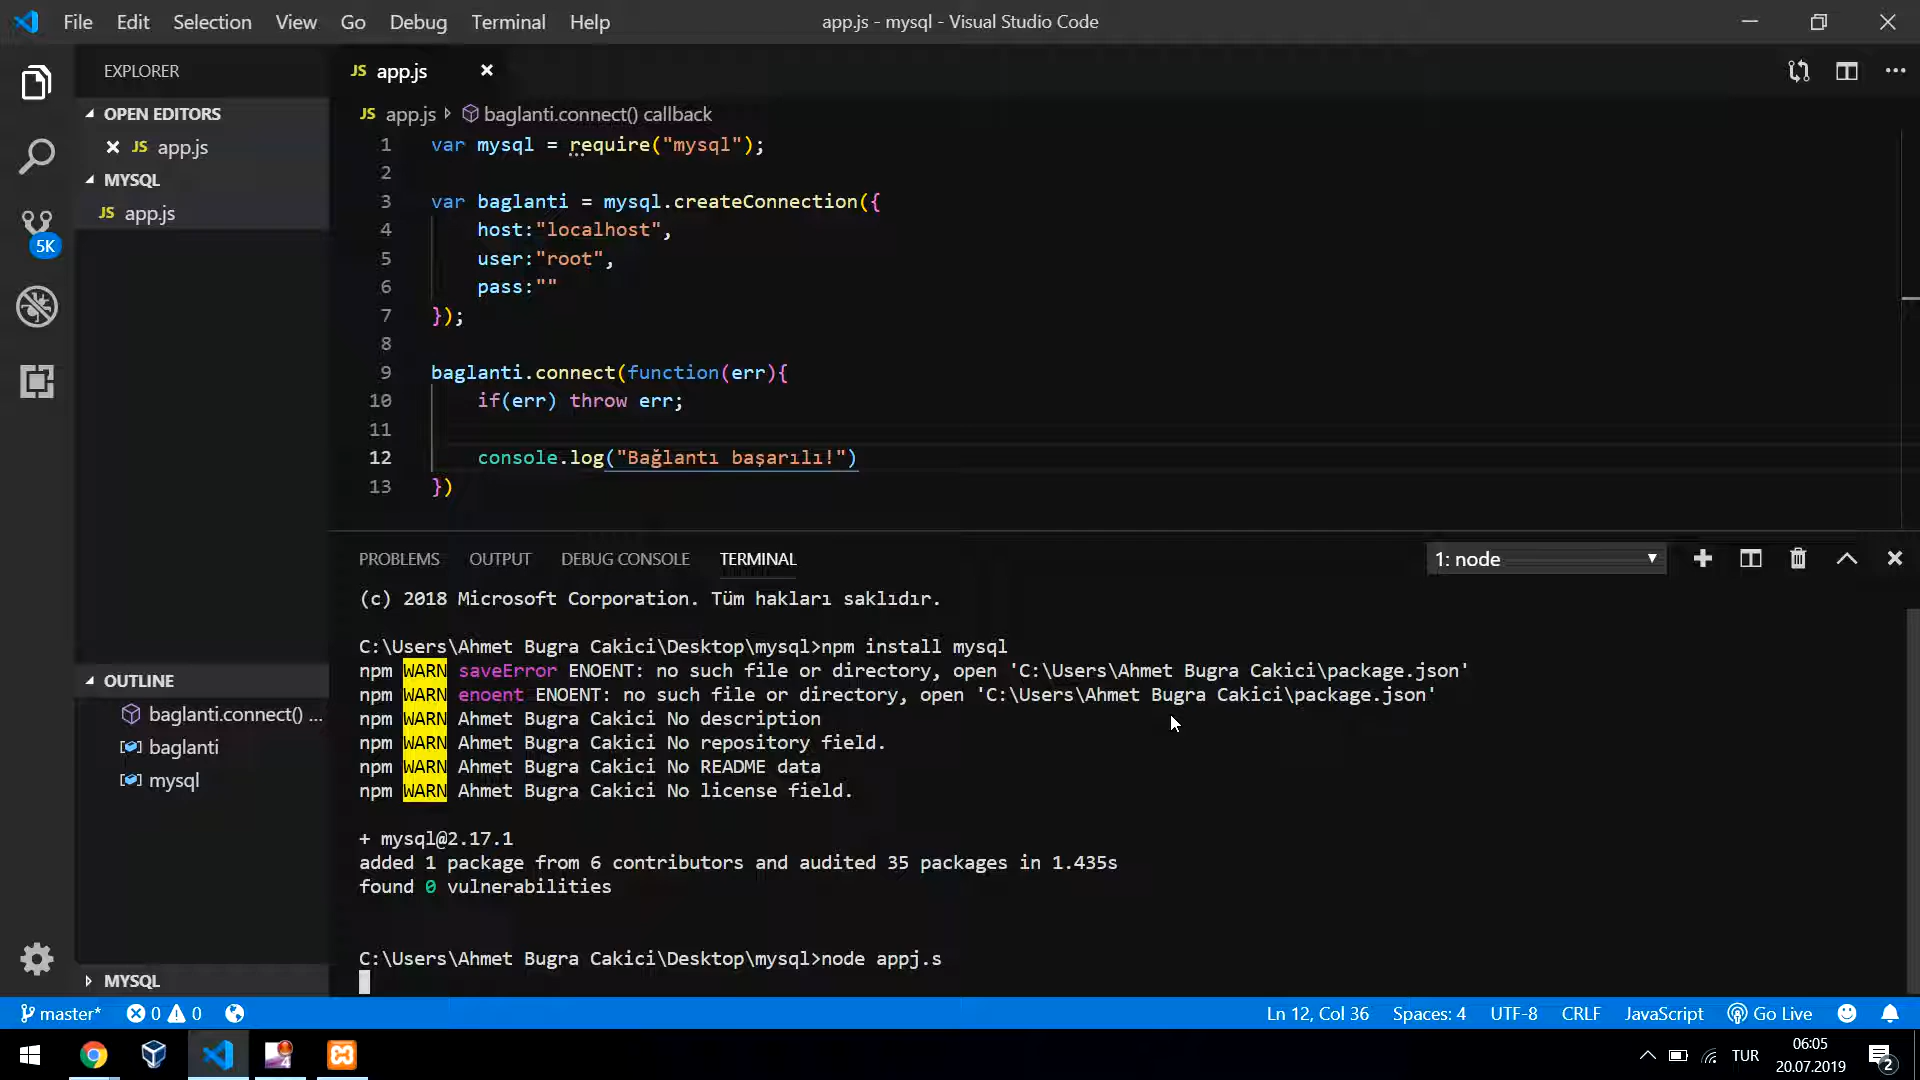 File Edit Selection View Go Debug Terminal Help
app.js - mysql - Visual Studio Code
EXPLORER
OPEN EDITORS
JS app.js
MYSQL
JS app.js
5K
OUTLINE
baglanti.connect() ...
baglanti
mysql
MYSQL
JS app.js
JS app.js baglanti.connect() callback
1 var mysql = require("mysql");
2
3 var baglanti = mysql.createConnection({
4 host:"localhost",
5 user:"root",
6 pass:""
7 });
8
9 baglanti.connect(function(err){
10 if(err) throw err;
11
12 console.log("Bağlantı başarılı!")
13 })
PROBLEMS OUTPUT DEBUG CONSOLE TERMINAL
1: node
(c) 2018 Microsoft Corporation. Tüm hakları saklıdır.
C:\Users\Ahmet Bugra Cakici\Desktop\mysql>npm install mysql
npm WARN saveError ENOENT: no such file or directory, open 'C:\Users\Ahmet Bugra Cakici\package.json'
npm WARN enoent ENOENT: no such file or directory, open 'C:\Users\Ahmet Bugra Cakici\package.json'
npm WARN Ahmet Bugra Cakici No description
npm WARN Ahmet Bugra Cakici No repository field.
npm WARN Ahmet Bugra Cakici No README data
npm WARN Ahmet Bugra Cakici No license field.
+ mysql@2.17.1
added 1 package from 6 contributors and audited 35 packages in 1.435s
found 0 vulnerabilities
C:\Users\Ahmet Bugra Cakici\Desktop\mysql>node appj.s
master* 0 0
Ln 12, Col 36 Spaces: 4 UTF-8 CRLF JavaScript Go Live
4
TUR
06:05
20.07.2019
2